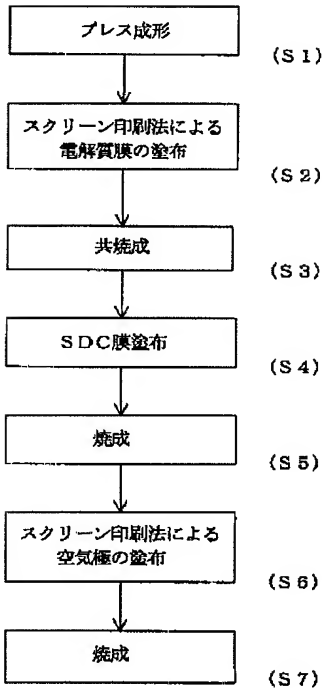 プレス成形
(S1)
スクリーン印刷法による
電解質膜の塗布
(S2)
共焼成
(S3)
SDC膜塗布
(S4)
焼成
(S5)
スクリーン印刷法による
空気極の塗布
(S6)
焼成
(S7)